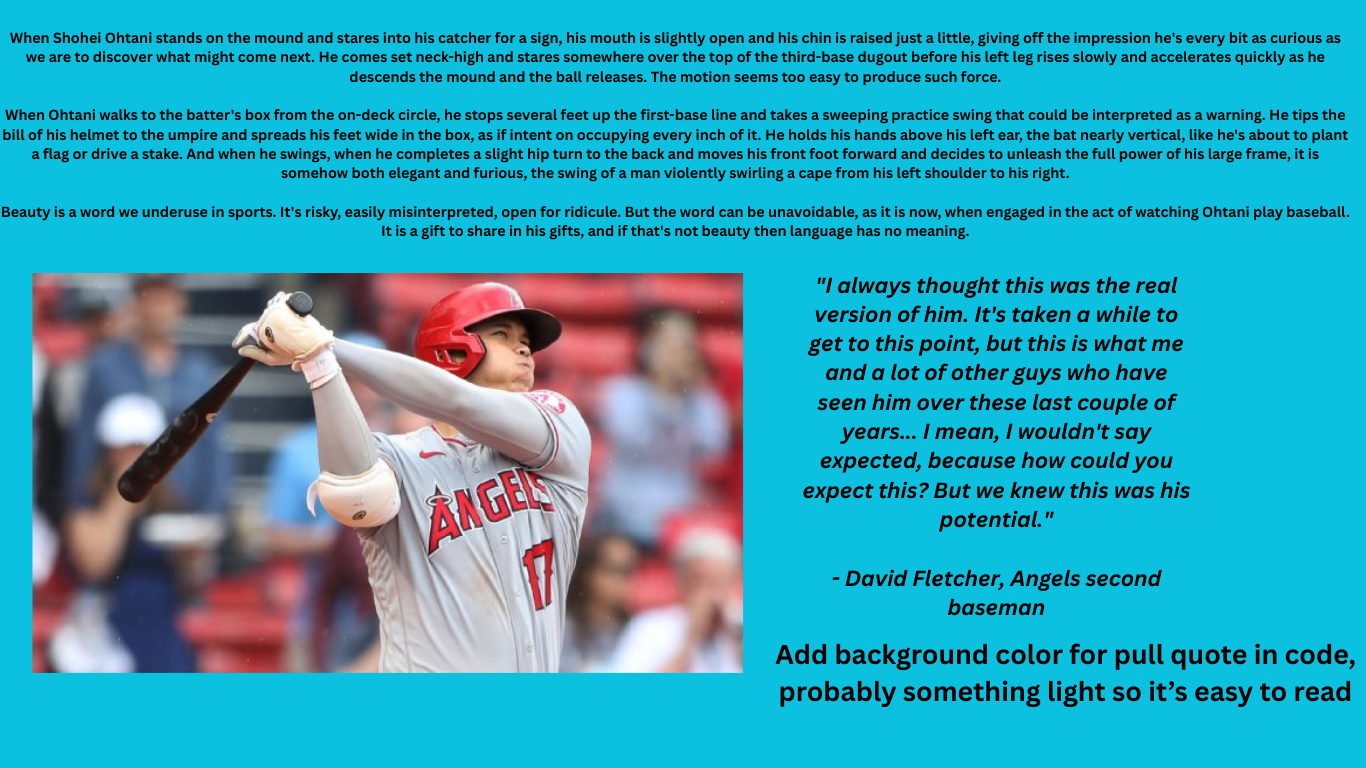 When Shohei Ohtani stands on the mound and stares into his catcher for a sign, his mouth is slightly open and his chin is raised just a little, giving off the impression he's every bit as curious as
we are to discover what might come next. He comes set neck-high and stares somewhere over the top of the third-base dugout before his left leg rises slowly and accelerates quickly as he
descends the mound and the ball releases. The motion seems too easy to produce such force.
When Ohtani walks to the batter's box from the on-deck circle, he stops several feet up the first-base line and takes a sweeping practice swing that could be interpreted as a warning. He tips the
bill of his helmet to the umpire and spreads his feet wide in the box, as if intent on occupying every inch of it. He holds his hands above his left ear, the bat nearly vertical, like he's about to plant
a flag or drive a stake. And when he swings, when he completes a slight hip turn to the back and moves his front foot forward and decides to unleash the full power of his large frame, it is
somehow both elegant and furious, the swing of a man violently swirling a cape from his left shoulder to his right.
Beauty is a word we underuse in sports. It's risky, easily misinterpreted, open for ridicule. But the word can be unavoidable, as it is now, when engaged in the act of watching Ohtani play baseball.
It is a gift to share in his gifts, and if that's not beauty then language has no meaning.
ANGELS
17
"I always thought this was the real
version of him. It's taken a while to
get to this point, but this is what me
and a lot of other guys who have
seen him over these last couple of
years... I mean, I wouldn't say
expected, because how could you
expect this? But we knew this was his
potential."
- David Fletcher, Angels second
baseman
Add background color for pull quote in code,
probably something light so it’s easy to read